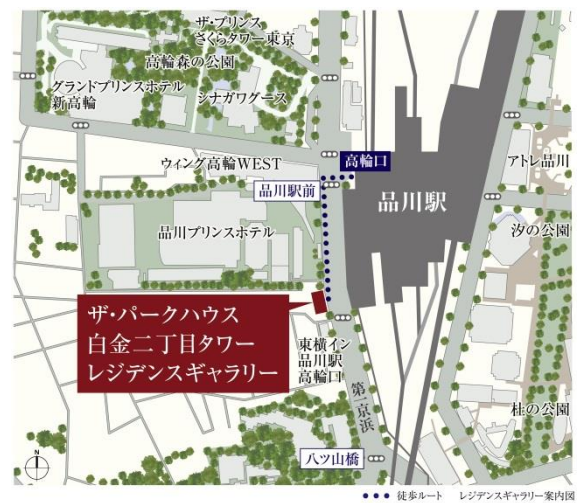 ザ・プリンス
さくらタワー東京
高輪森の公園
グランドプリンスホテル
新高輪
シナガワグース
ウィング高輪WEST
高輪口
アトレ品川
品川駅前
品川駅
品川プリンスホテル
汐の公園
ザ・パークハウス
白金二丁目タワー
レジデンスギャラリー
東横イン
品川駅
高輪口
第一京浜
杜の公園
八ツ山橋
N
徒歩ルート レジデンスギャラリー案内図